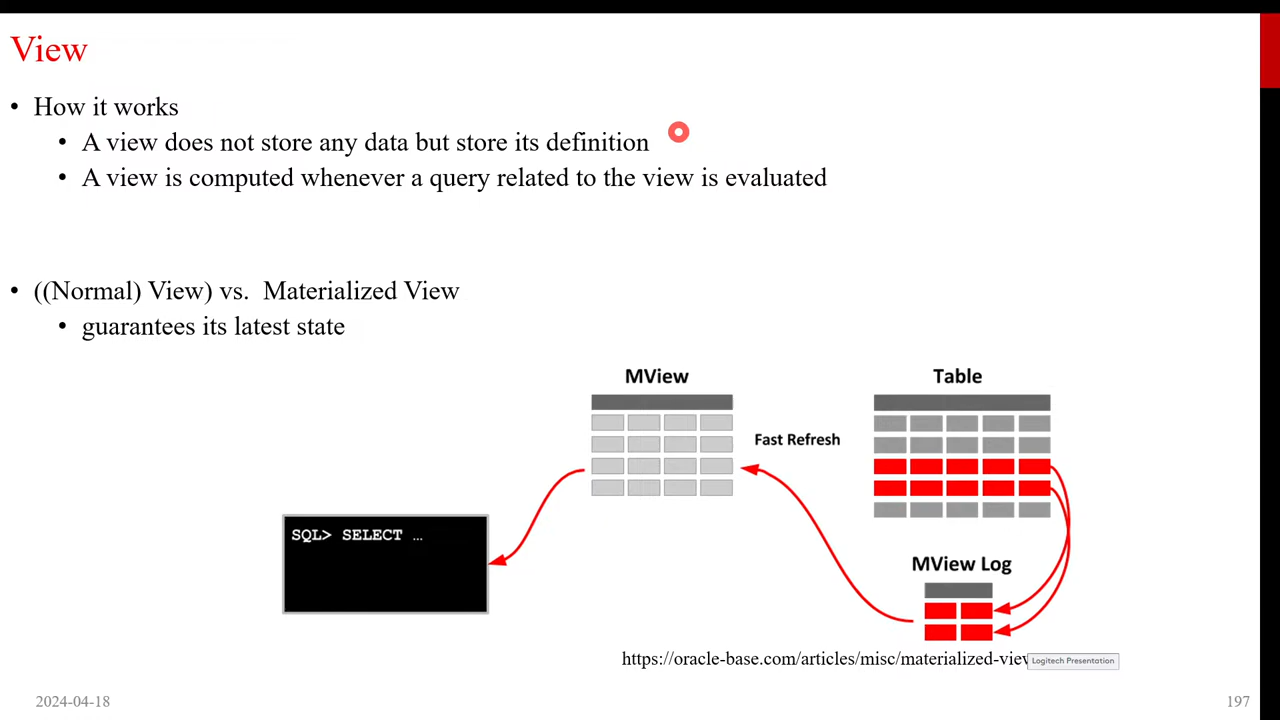 View
• How it works
• A view does not store any data but store its definition
• A view is computed whenever a query related to the view is evaluated
• ((Normal) View) vs. Materialized View
• guarantees its latest state
MView
Table
Fast Refresh
SQL> SELECT ...
MView Log
https://oracle-base.com/articles/misc/materialized-view
Logitech Presentation
2024-04-18
197